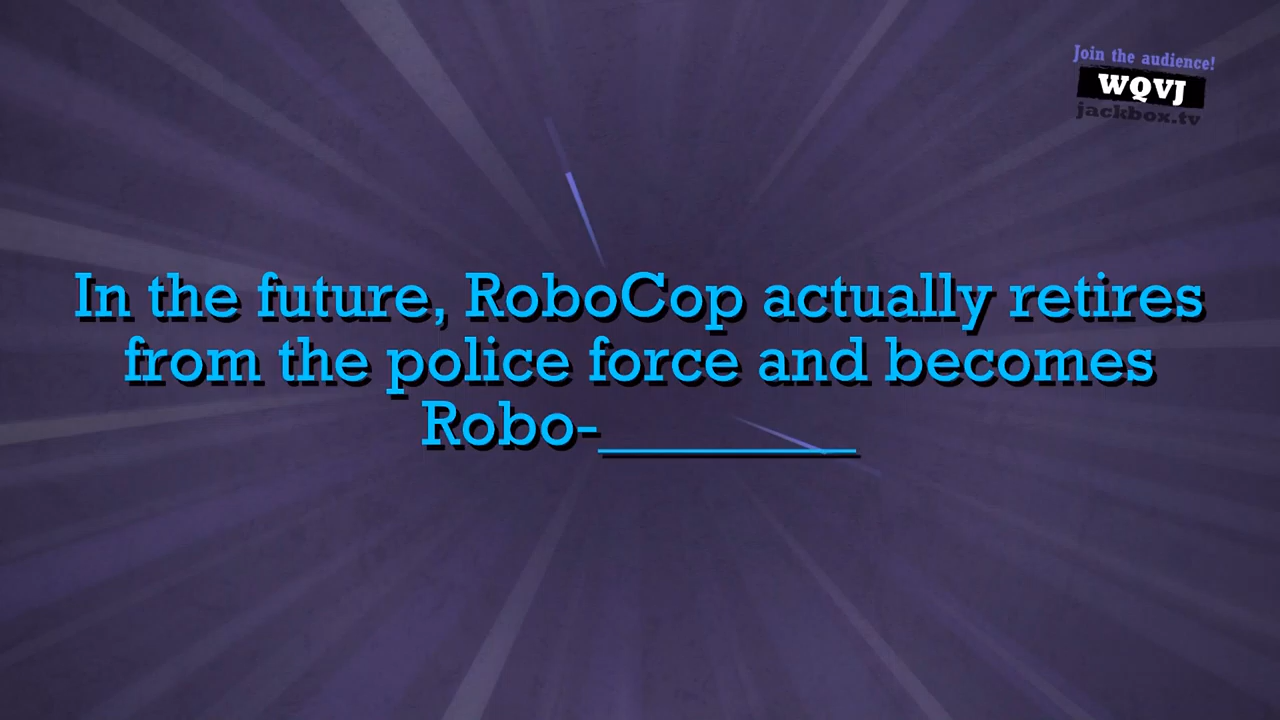 Join the audience!
WQVJ
jackbox.tv
In the future, RoboCop actually retires
from the police force and becomes
Robo-________